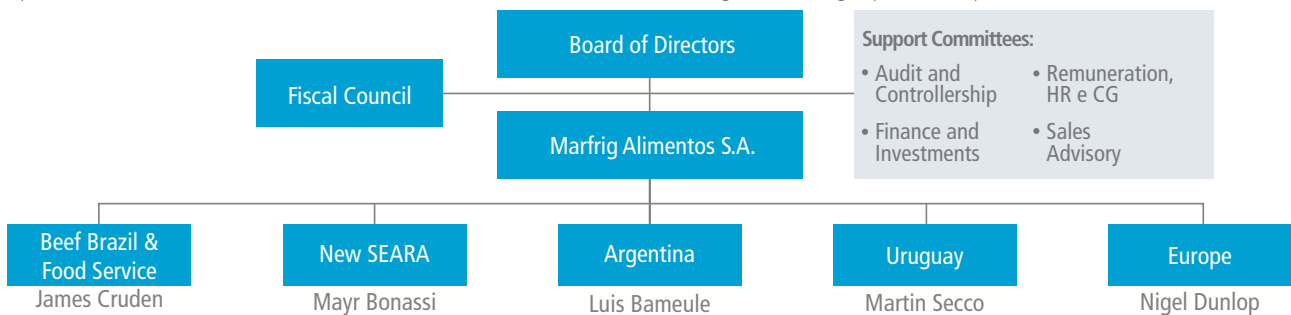 Board of Directors
Fiscal Council
Marfrig Alimentos S.A.
Support Committees:
• Audit and
Controllership
• Finance and
Investments
• Remuneration,
HR e CG
• Sales
Advisory
Beef Brazil &
Food Service
James Cruden
New SEARA
Mayr Bonassi
Argentina
Luis Bameule
Uruguay
Martin Secco
Europe
Nigel Dunlop